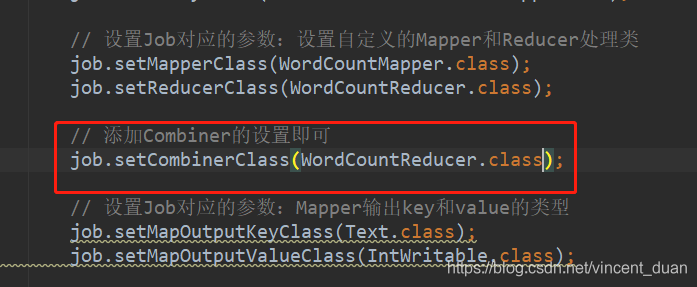 // 设置Job对应的参数：设置自定义的Mapper和Reducer处理类
job.setMapperClass(WordCountMapper.class);
job.setReducerClass(WordCountReducer.class);
// 添加Combiner的设置即可
job.setCombinerClass(WordCountReducer.class);
// 设置Job对应的参数：Mapper输出key和value的类型
job.setMapOutputKeyClass(Text.class);
job.setMapOutputValueClass(IntWritable.class);
https://blog.csdn.net/vincent_duan